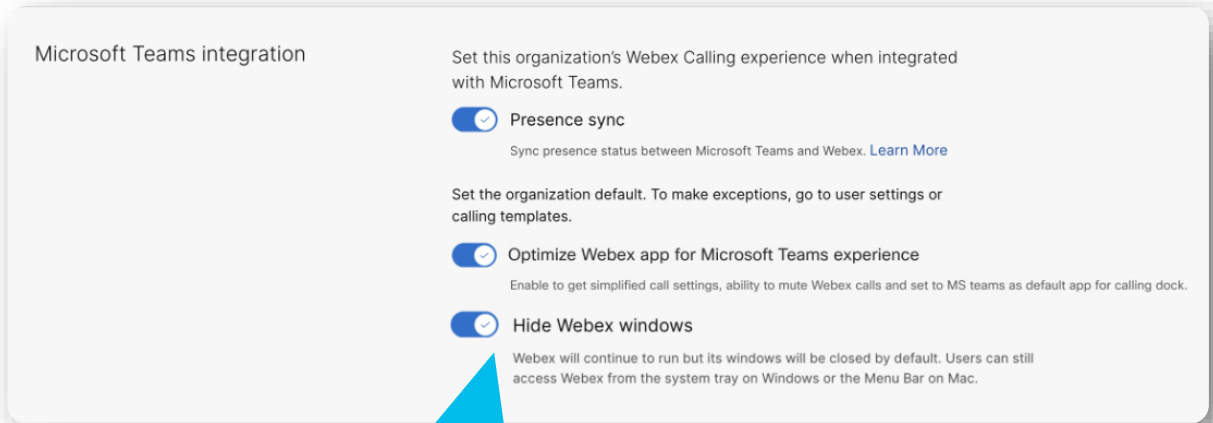 Microsoft Teams integration
Set this organization's Webex Calling experience when integrated
with Microsoft Teams.
Presence sync
Sync presence status between Microsoft Teams and Webex. Learn More
Set the organization default. To make exceptions, go to user settings or
calling templates.
Optimize Webex app for Microsoft Teams experience
Enable to get simplified call settings, ability to mute Webex calls and set to MS teams as default app for calling dock.
Hide Webex windows
Webex will continue to run but its windows will be closed by default. Users can still
access Webex from the system tray on Windows or the Menu Bar on Mac.